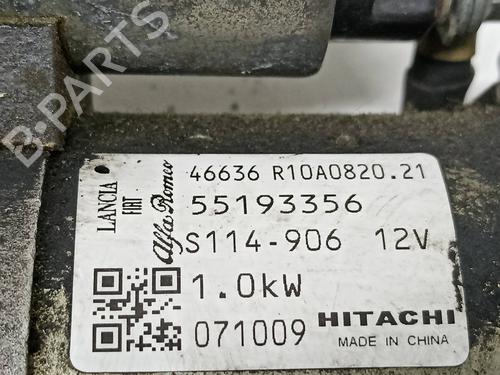 B-PARTS
LANCIA
FIAT
Alfa Romeo
46636 R10A0820.21
55193356
S114-906 12V
1.0kW
071009 HITACHI
MADE IN CHINA